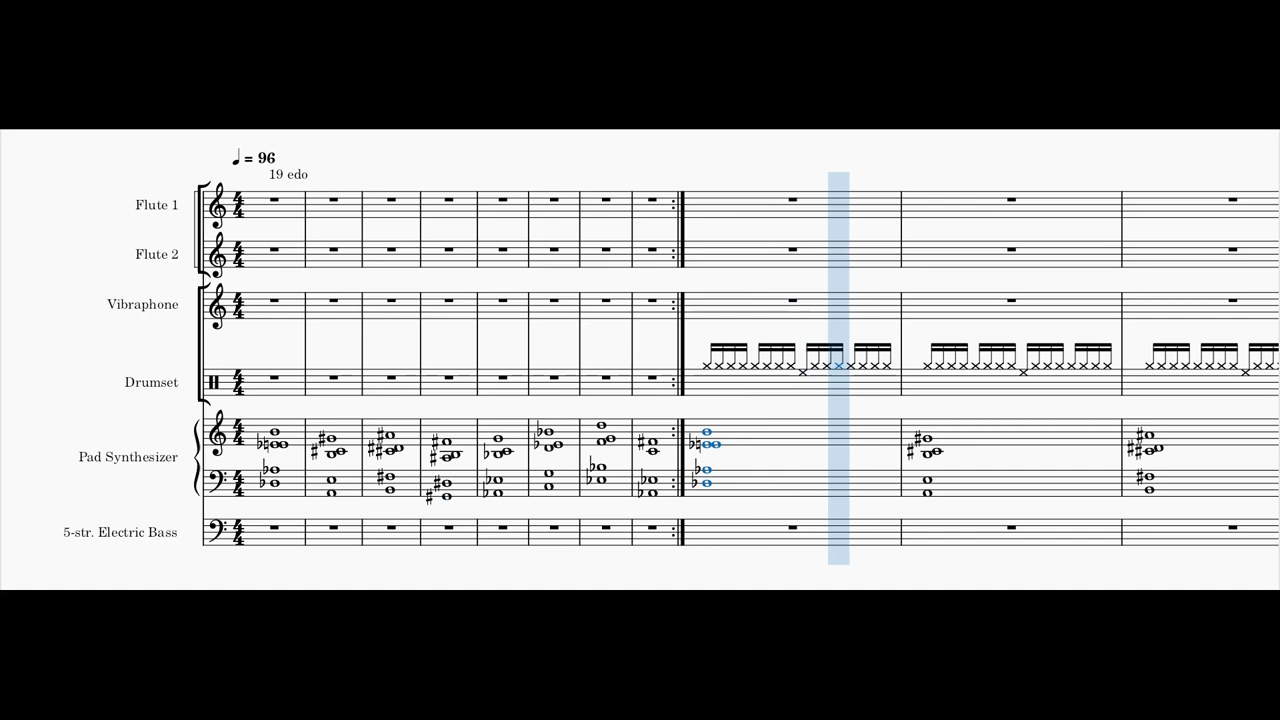 ♩ = 96
19 edo
Flute 1
Flute 2
Vibraphone
Drumset
Pad Synthesizer
5-str. Electric Bass